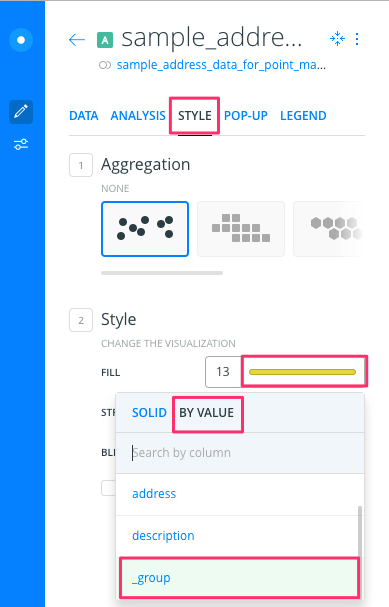 A sample_addre...
sample_address_data_for_point_ma...
DATA ANALYSIS STYLE POP-UP LEGEND
1 Aggregation
NONE
2 Style
CHANGE THE VISUALIZATION
FILL 13
STR
SOLID BY VALUE
Search by column
BLE
address
description
_group